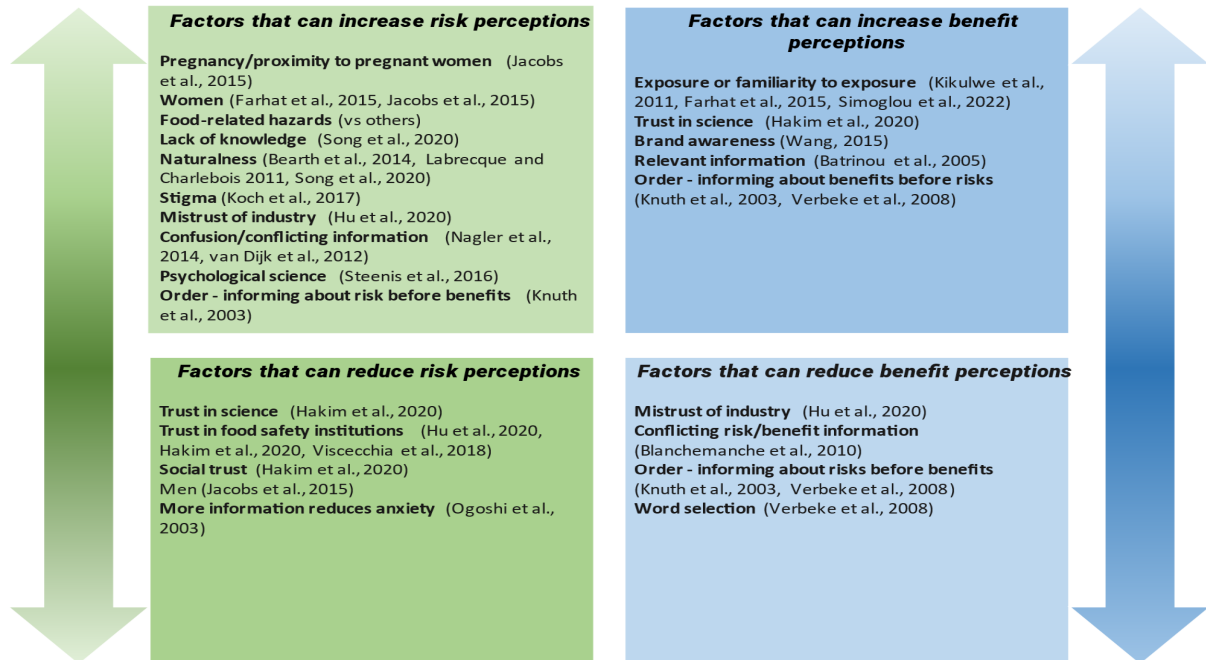 Factors that can increase risk perceptions
Pregnancy/proximity to pregnant women (Jacobs
et al., 2015)
Women (Farhat et al., 2015, Jacobs et al., 2015)
Food-related hazards (vs others)
Lack of knowledge (Song et al., 2020)
Naturalness (Bearth et al., 2014, Labrecque and
Charlebois 2011, Song et al., 2020)
Stigma (Koch et al., 2017)
Mistrust of industry (Hu et al., 2020)
Confusion/conflicting information (Nagler et al.,
2014, van Dijk et al., 2012)
Psychological science (Steenis et al., 2016)
Order - informing about risk before benefits (Knuth
et al., 2003)
Factors that can increase benefit
perceptions
Exposure or familiarity to exposure (Kikulwe et al.,
2011, Farhat et al., 2015, Simoglou et al., 2022)
Trust in science (Hakim et al., 2020)
Brand awareness (Wang, 2015)
Relevant information (Batrinou et al., 2005)
Order - informing about benefits before risks
(Knuth et al., 2003, Verbeke et al., 2008)
Factors that can reduce risk perceptions
Trust in science (Hakim et al., 2020)
Trust in food safety institutions (Hu et al., 2020,
Hakim et al., 2020, Viscecchia et al., 2018)
Social trust (Hakim et al., 2020)
Men (Jacobs et al., 2015)
More information reduces anxiety (Ogoshi et al.,
2003)
Factors that can reduce benefit perceptions
Mistrust of industry (Hu et al., 2020)
Conflicting risk/benefit information
(Blanchemanche et al., 2010)
Order - informing about risks before benefits
(Knuth et al., 2003, Verbeke et al., 2008)
Word selection (Verbeke et al., 2008)